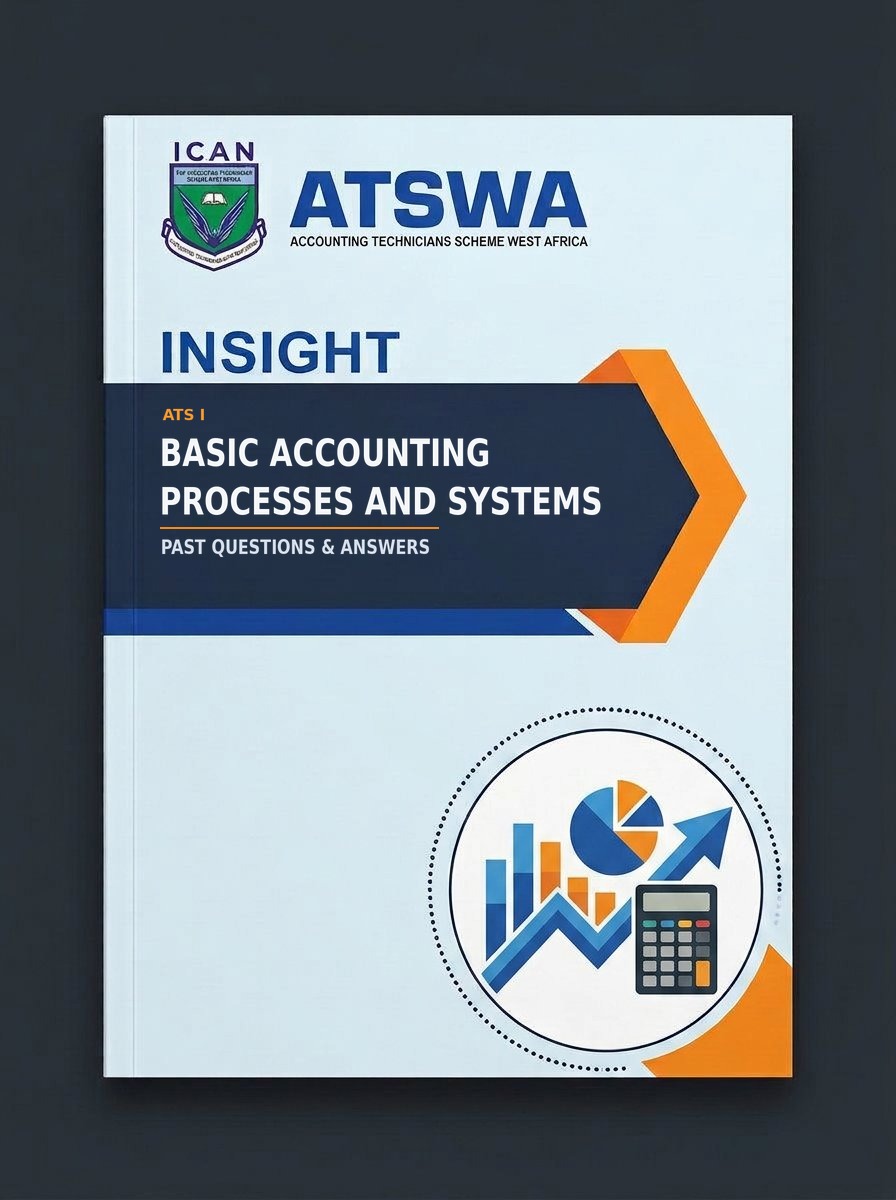 ICAN
ATSWA
ACCOUNTING TECHNICIANS SCHEME WEST AFRICA
INSIGHT
ATS I
BASIC ACCOUNTING
PROCESSES AND SYSTEMS
PAST QUESTIONS & ANSWERS